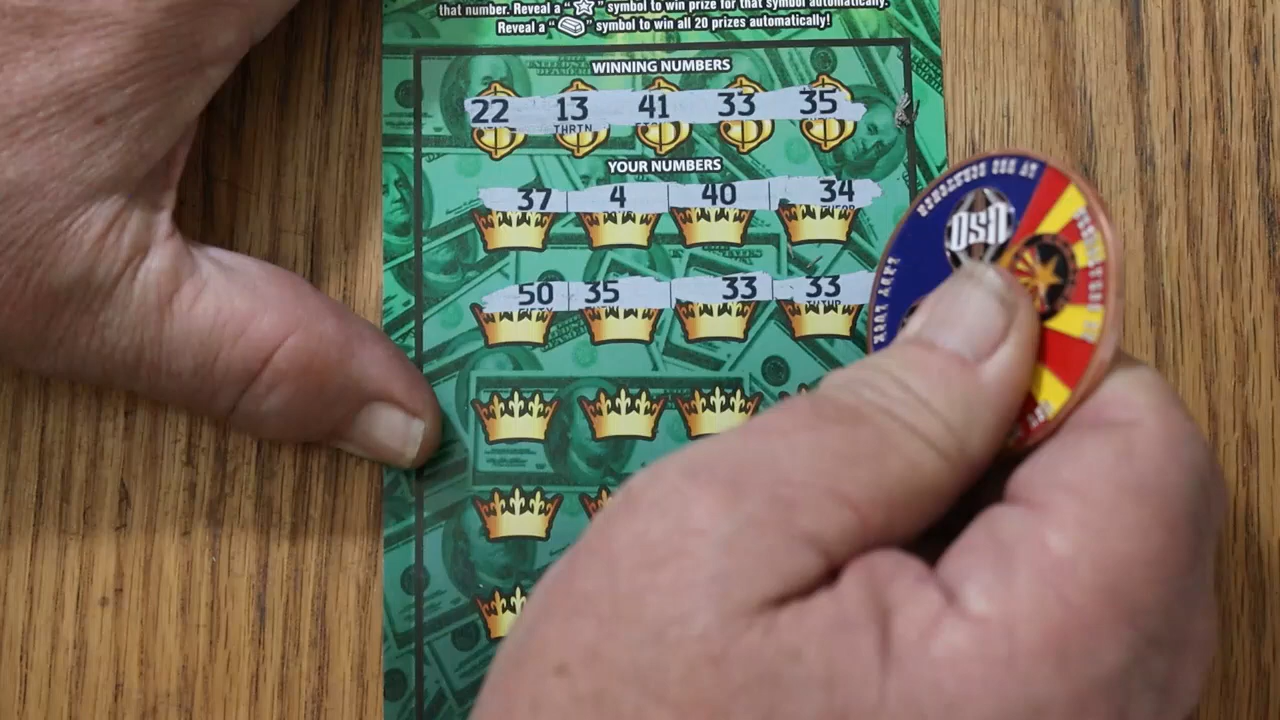 that number. Reveal a " " symbol to win prize for that symbol automatically.
Reveal a " " symbol to win all 20 prizes automatically!
WINNING NUMBERS
22 13 41 33 35
THRTN
YOUR NUMBERS
37 4 40 34
50 35 33 33